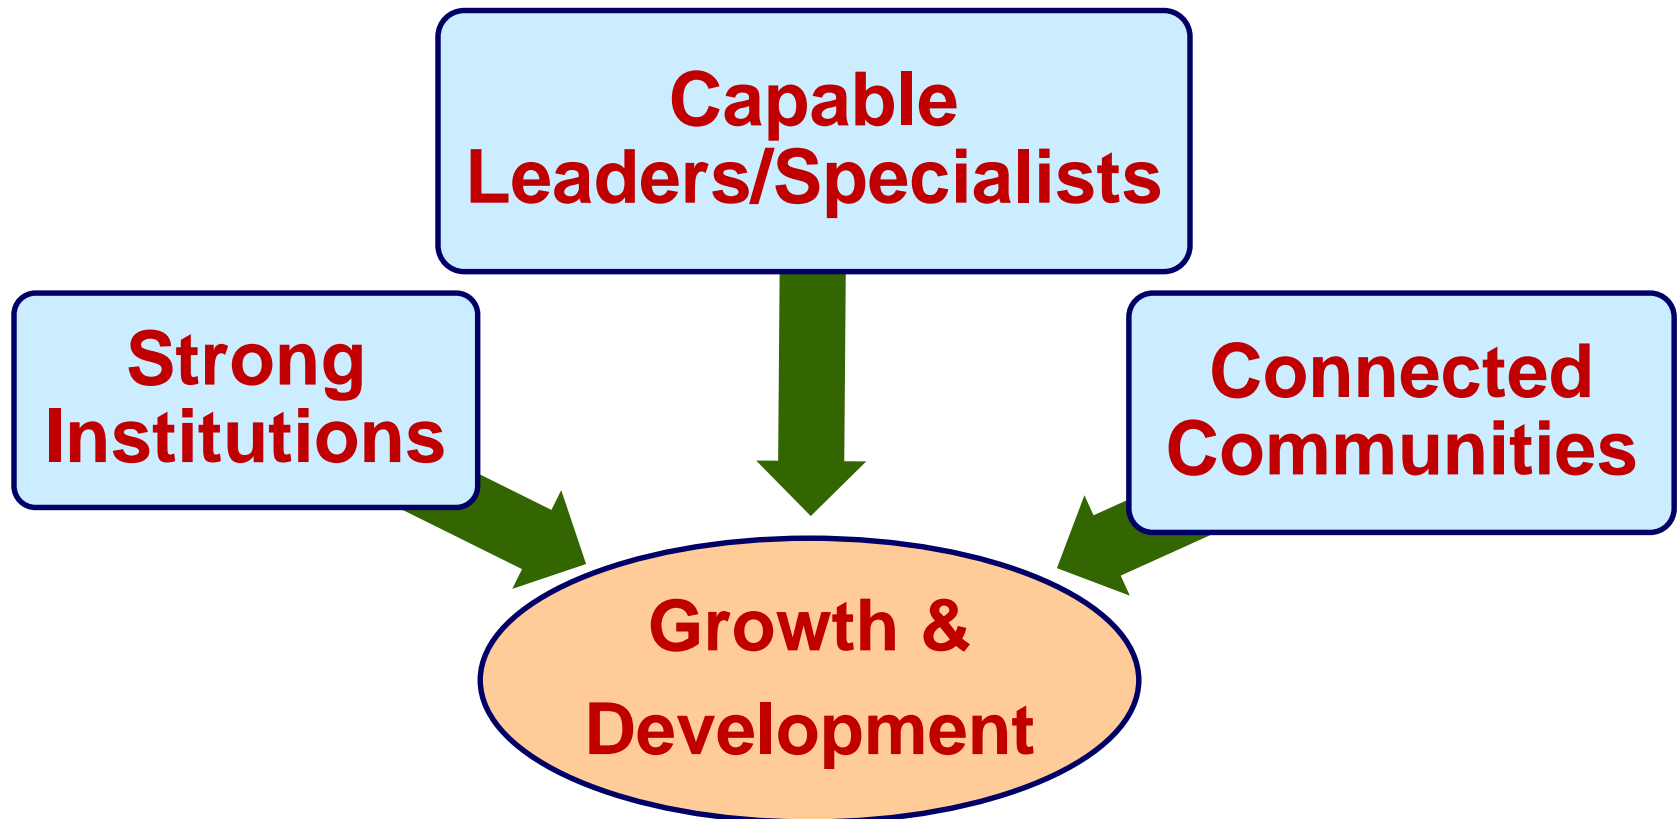 Capable
Leaders/Specialists
Strong
Institutions
Connected
Communities
Growth &
Development